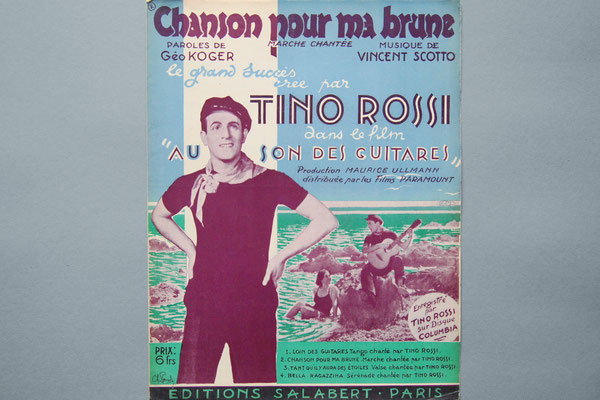 Chanson pour ma brune
PAROLES DE
GÉO KOGER
MARCHE CHANTÉE
MUSIQUE DE
VINCENT SCOTTO
le grand succès
créé par
TINO ROSSI
dans le film
"AU SON DES GUITARES"
Production MAURICE ULLMANN
distribuée par les Films PARAMOUNT
Enregistré
par
TINO ROSSI
sur Disque
COLUMBIA
PRIX:
6 frs
1. LOIN DES GUITARES Tango chanté par TINO ROSSI.
2. CHANSON POUR MA BRUNE. Marche chantée par TINO ROSSI.
3. TANT QU'IL Y AURA DES ETOILES Valse chantée par TINO ROSSI.
4. BELLA RAGAZZINA. Sérénade chantée par TINO ROSSI.
EDITIONS SALABERT · PARIS